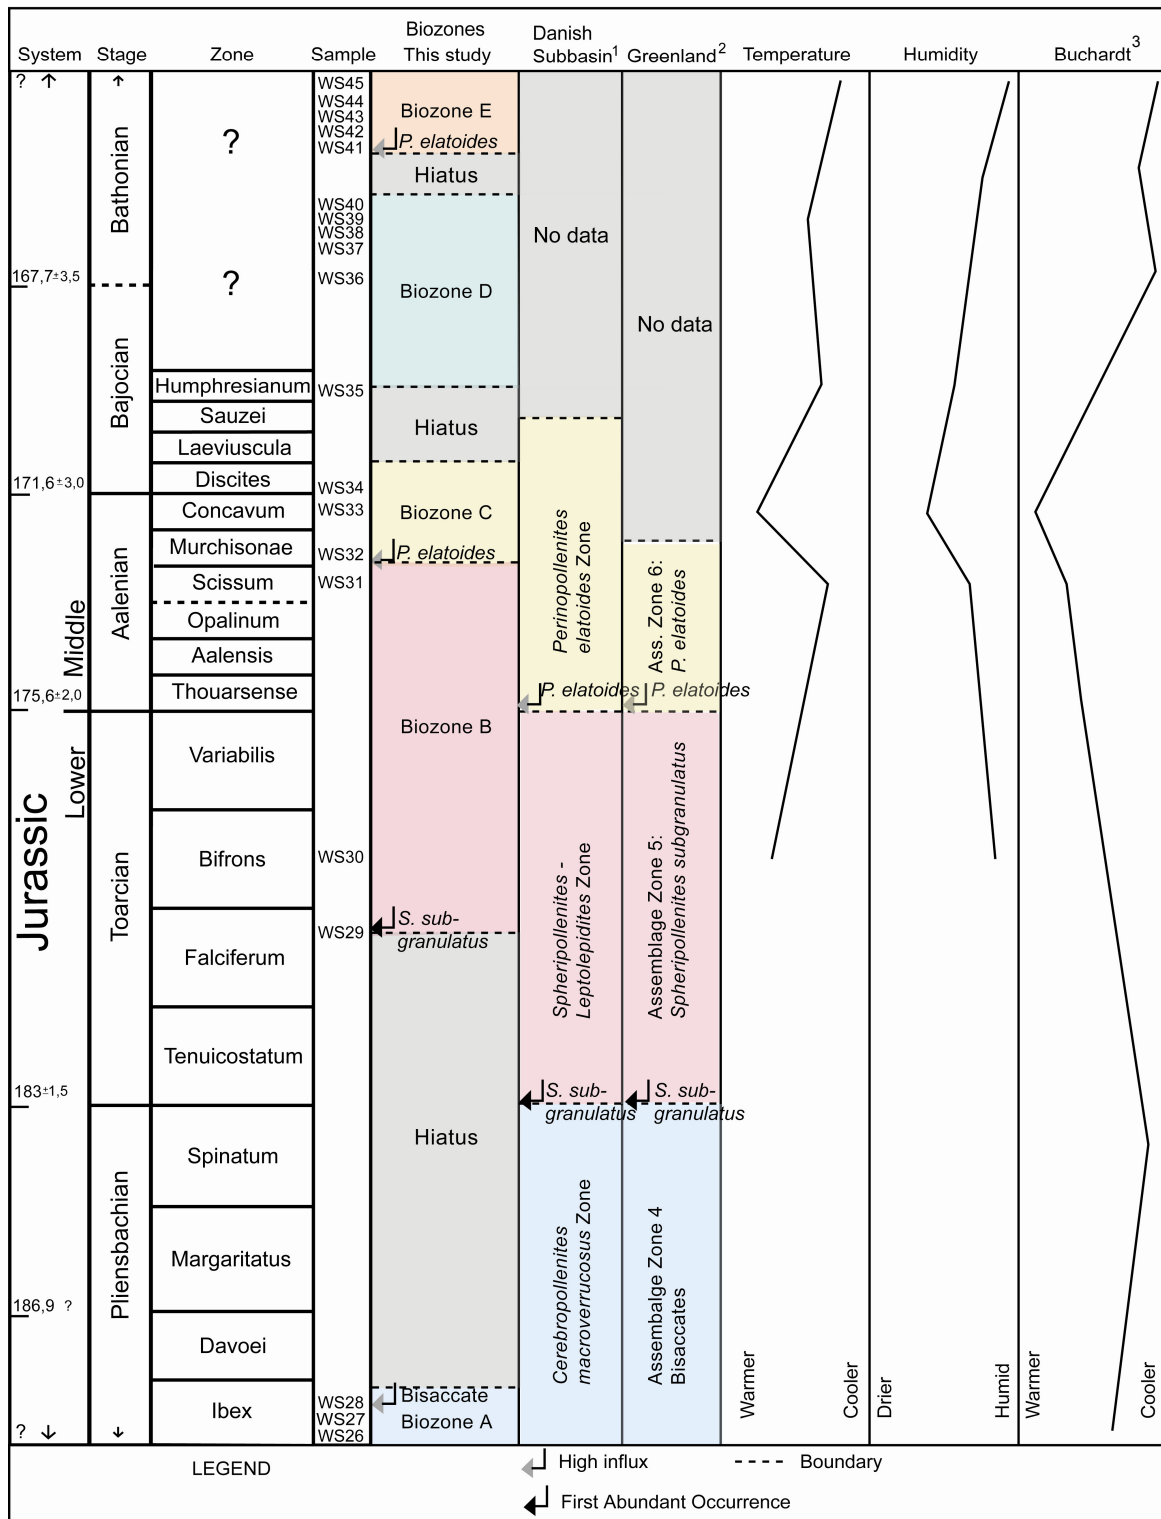 System
Stage
Zone
Sample
Biozones
This study
Danish
Subbasin1
Greenland2
Temperature
Humidity
Buchardt3
? ↑
Jurassic
Middle
Lower
167,7±3,5
171,6±3,0
175,6±2,0
183±1,5
186,9 ?
? ↓
↑
Bathonian
Bajocian
Aalenian
Toarcian
Pliensbachian
↓
?
?
Humphresianum
Sauzei
Laeviuscula
Discites
Concavum
Murchisonae
Scissum
Opalinum
Aalensis
Thouarsense
Variabilis
Bifrons
Falciferum
Tenuicostatum
Spinatum
Margaritatus
Davoei
Ibex
WS45
WS44
WS43
WS42
WS41
WS40
WS39
WS38
WS37
WS36
WS35
WS34
WS33
WS32
WS31
WS30
WS29
WS28
WS27
WS26
Biozone E
P. elatoides
Hiatus
Biozone D
Hiatus
Biozone C
P. elatoides
Biozone B
S. sub-
granulatus
Hiatus
Bisaccate
Biozone A
No data
Perinopollenites
elatoides Zone
P. elatoides
Spheripollenites -
Leptolepidites Zone
S. sub-
granulatus
Cerebropollenites
macroverrucosus Zone
No data
Ass. Zone 6:
P. elatoides
P. elatoides
Assemblage Zone 5:
Spheripollenites subgranulatus
S. sub-
granulatus
Assembalge Zone 4
Bisaccates
Warmer
Cooler
Drier
Humid
Warmer
Cooler
LEGEND
High influx
Boundary
First Abundant Occurrence